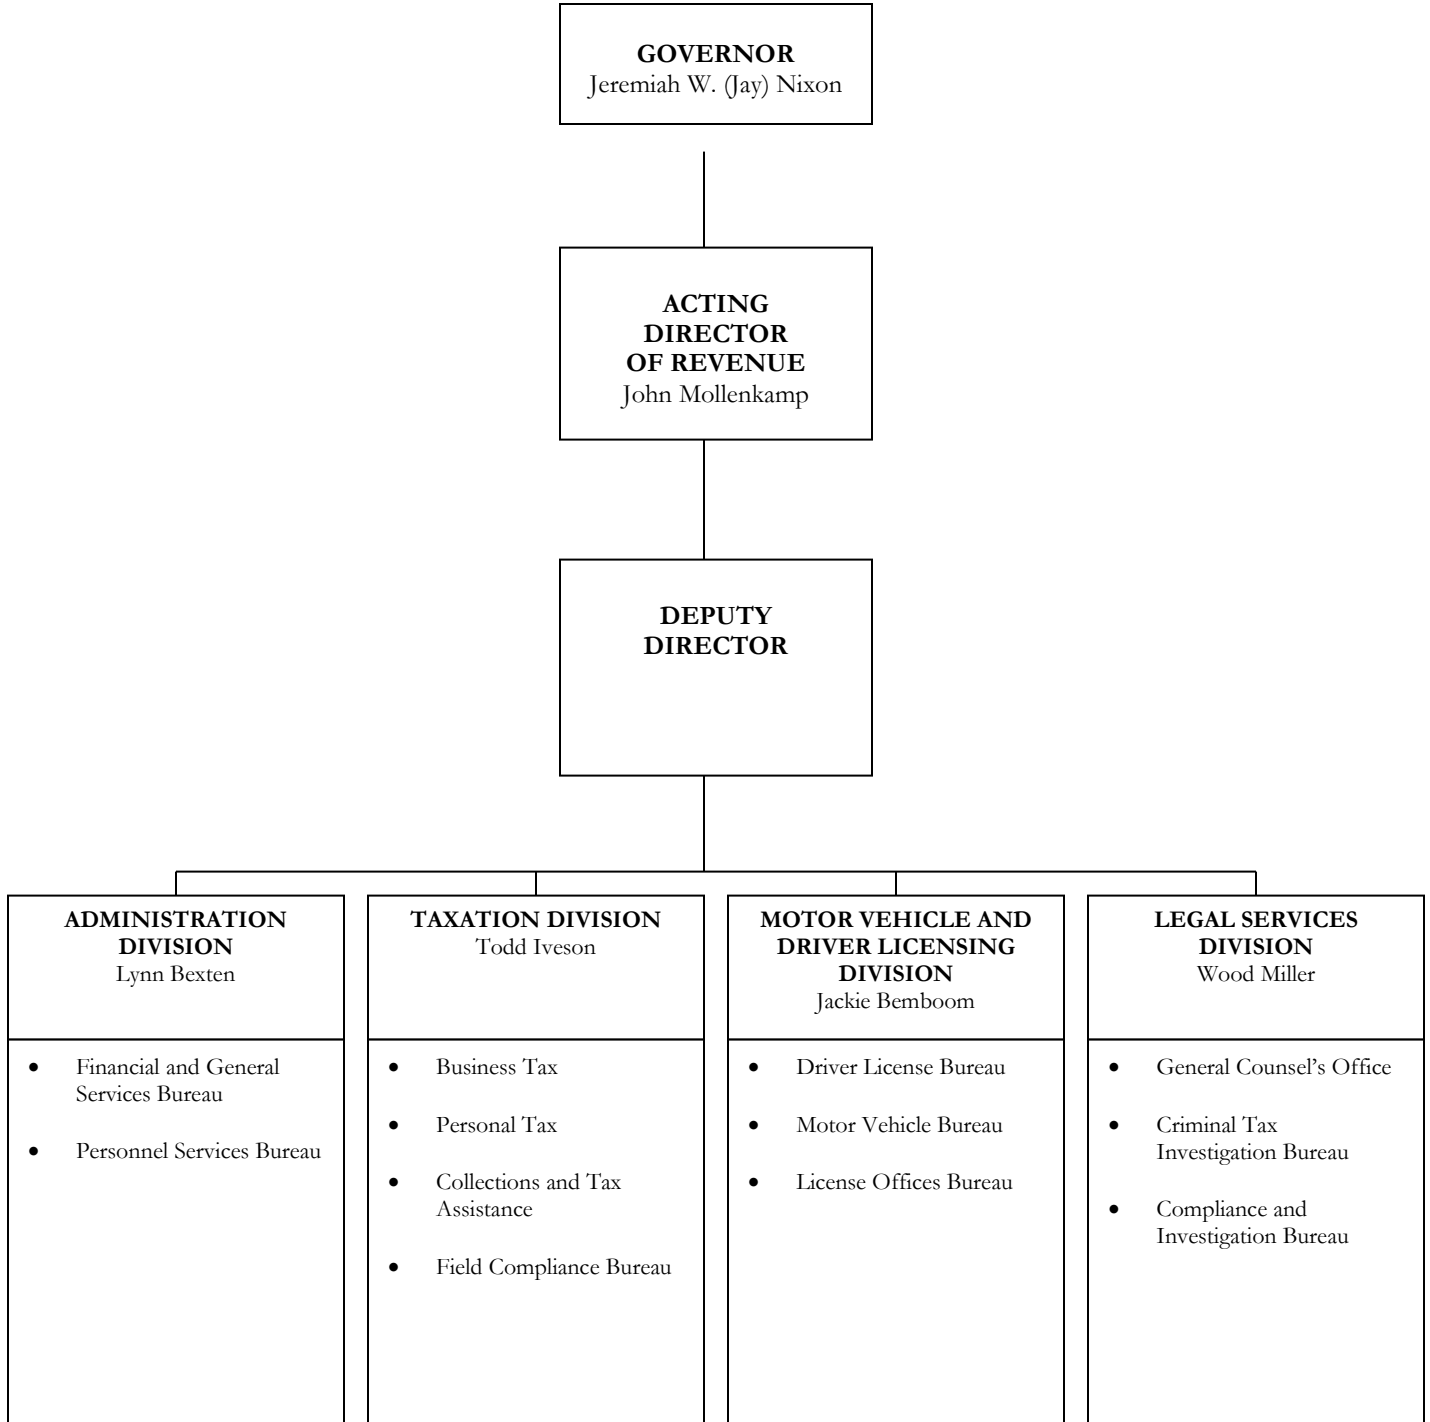 GOVERNOR
Jeremiah W. (Jay) Nixon
ACTING
DIRECTOR
OF REVENUE
John Mollenkamp
DEPUTY
DIRECTOR
ADMINISTRATION
DIVISION
Lynn Bexten
• Financial and General
Services Bureau
• Personnel Services Bureau
TAXATION DIVISION
Todd Iveson
• Business Tax
• Personal Tax
• Collections and Tax
Assistance
• Field Compliance Bureau
MOTOR VEHICLE AND
DRIVER LICENSING
DIVISION
Jackie Bemboom
• Driver License Bureau
• Motor Vehicle Bureau
• License Offices Bureau
LEGAL SERVICES
DIVISION
Wood Miller
• General Counsel’s Office
• Criminal Tax
Investigation Bureau
• Compliance and
Investigation Bureau